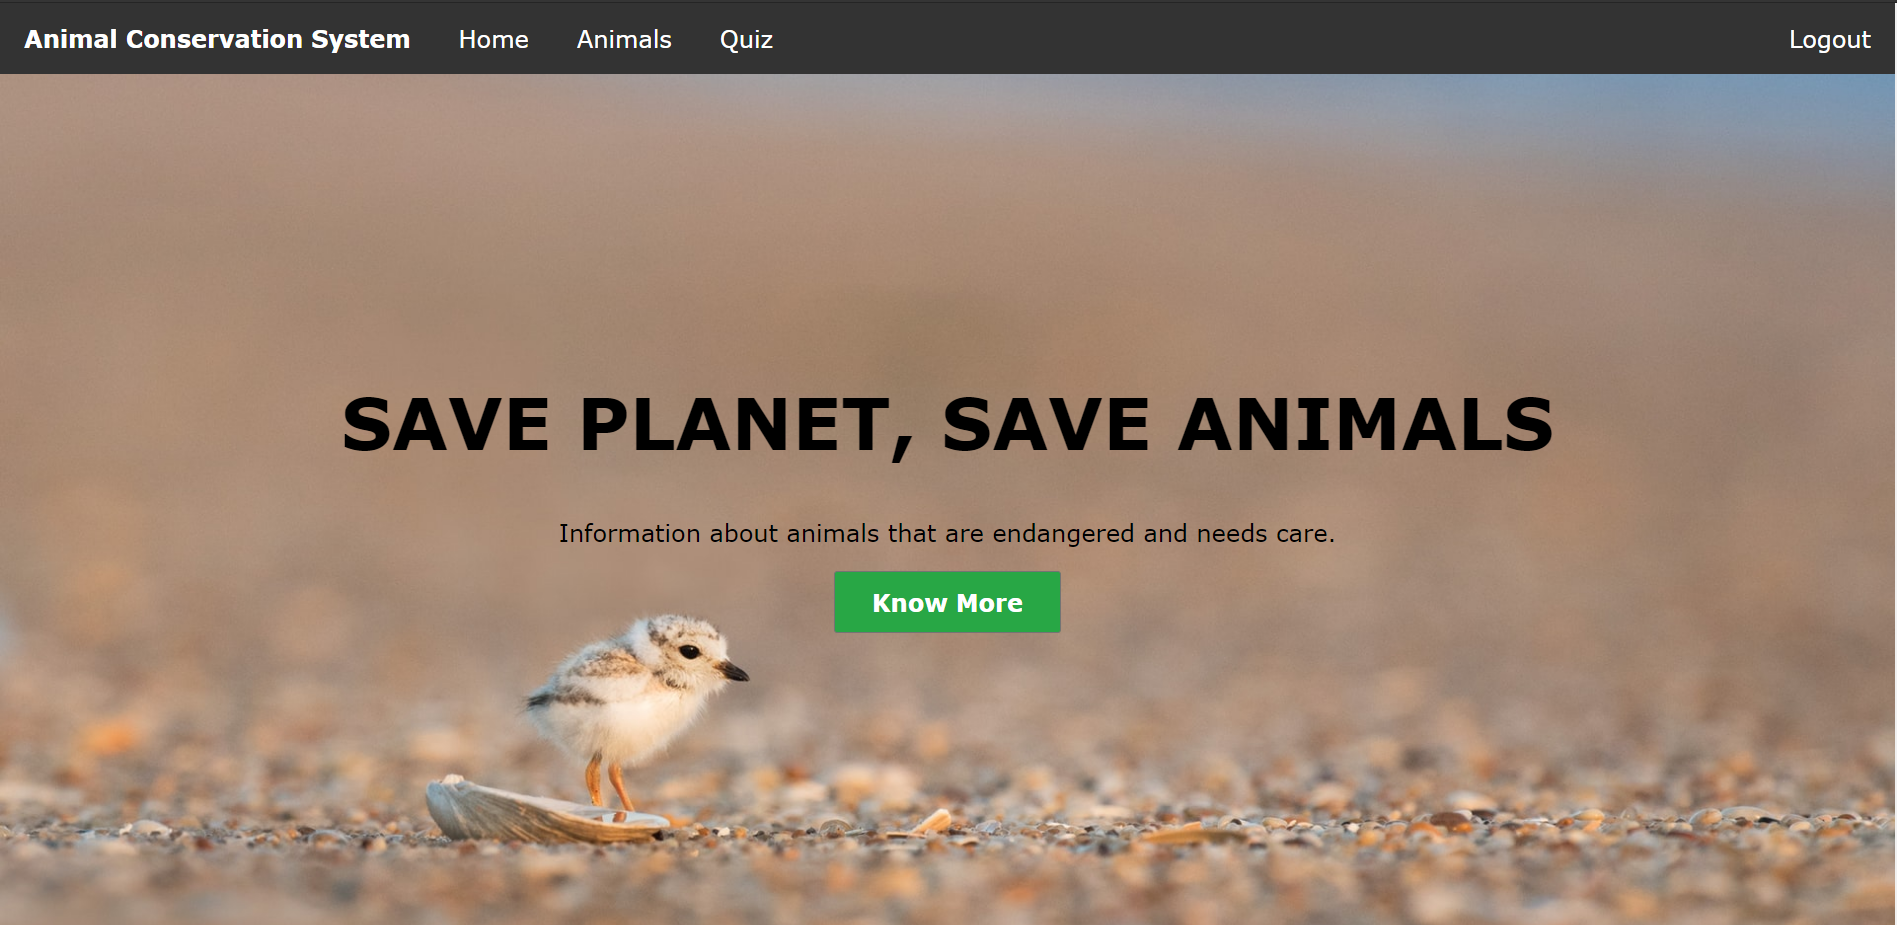 Animal Conservation System Home Animals Quiz Logout
SAVE PLANET, SAVE ANIMALS
Information about animals that are endangered and needs care.
Know More